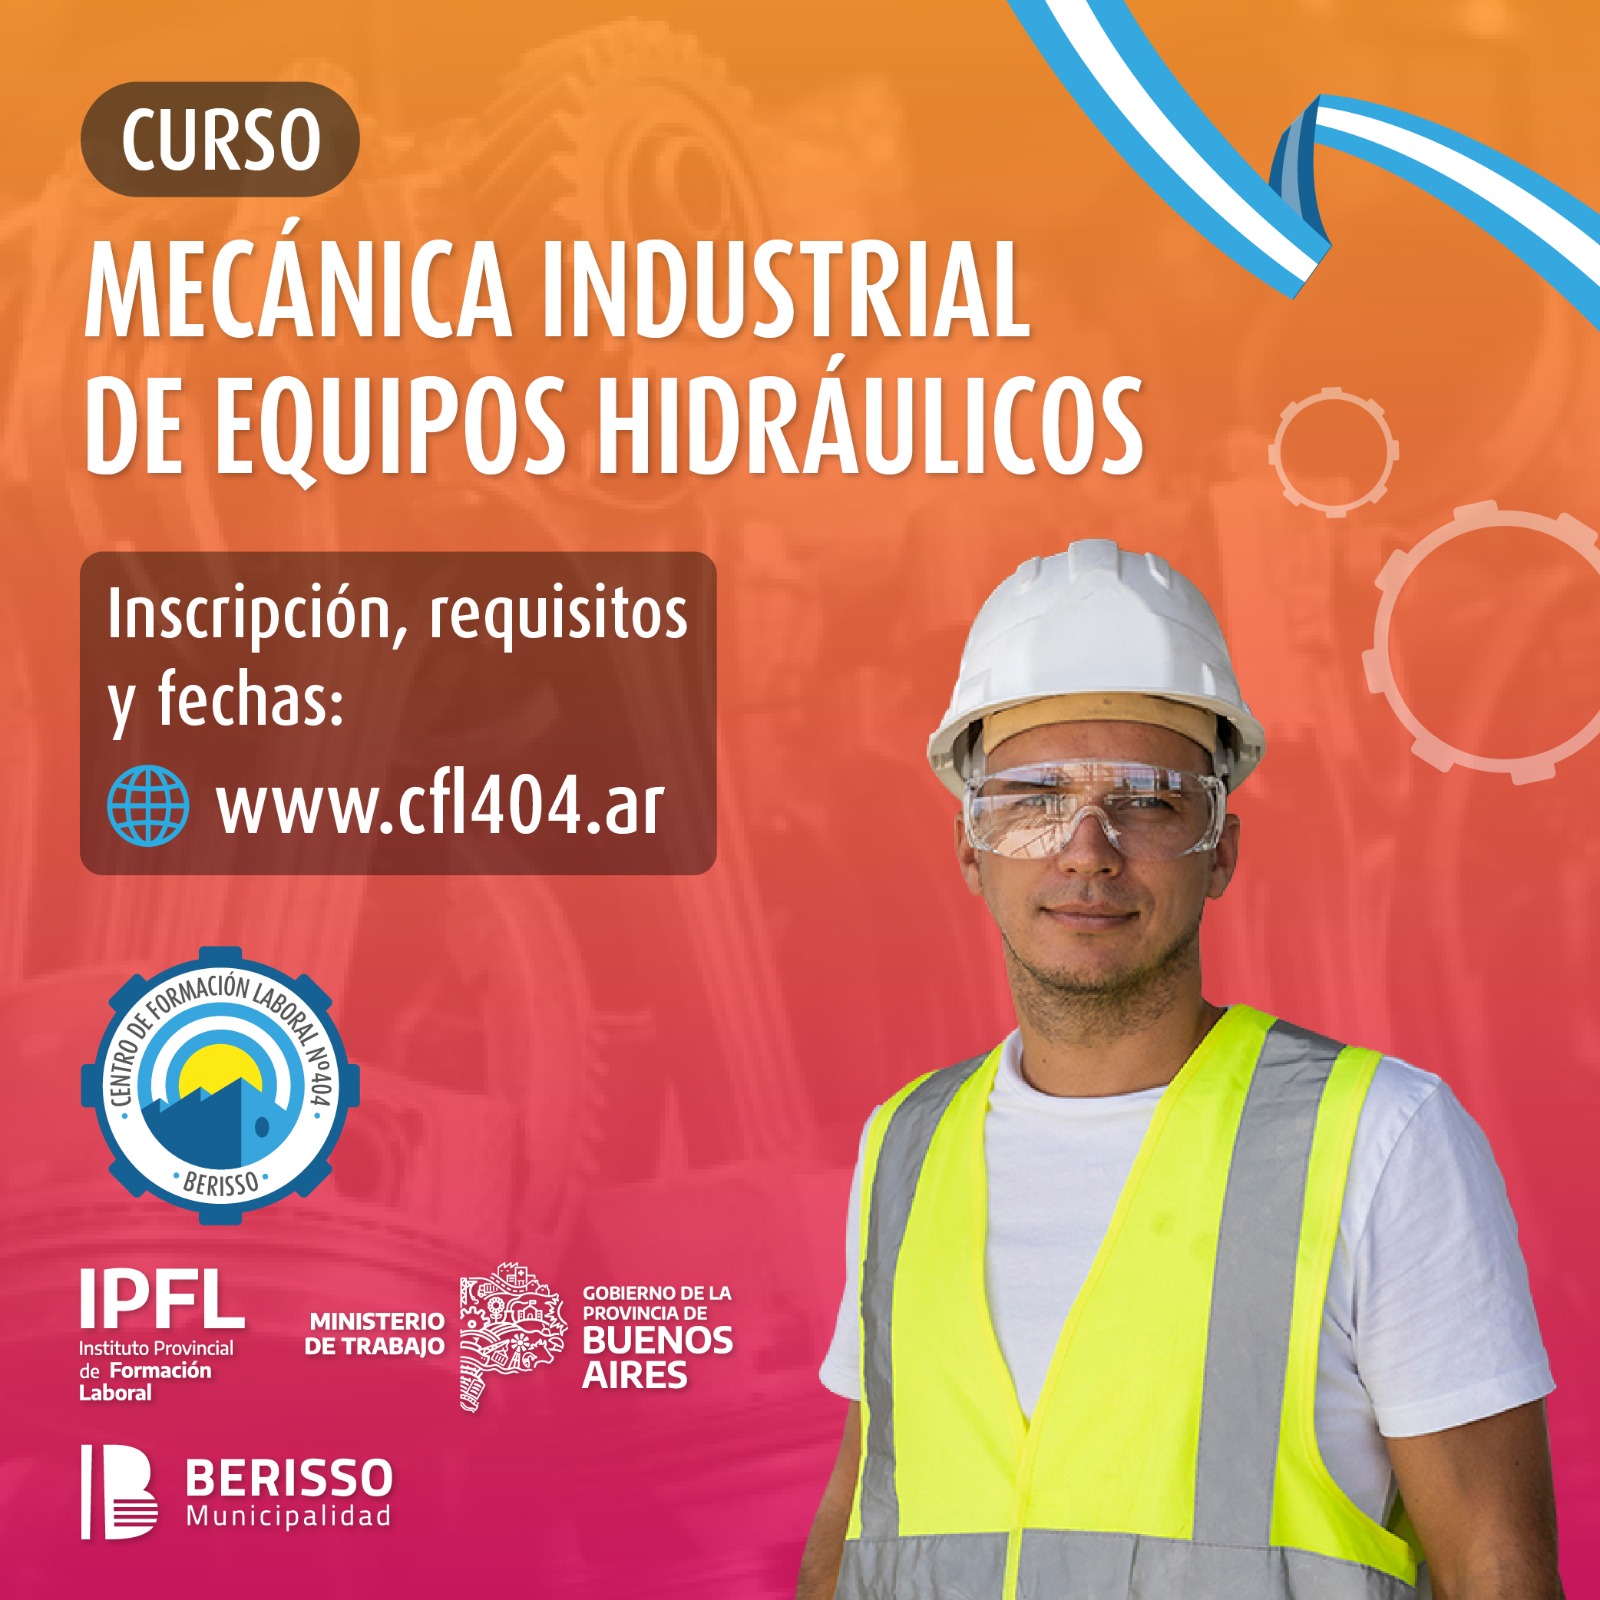 CURSO
MECÁNICA INDUSTRIAL
DE EQUIPOS HIDRÁULICOS
Inscripción, requisitos
y fechas:
www.cfl404.ar
CENTRO DE FORMACIÓN LABORAL Nº404
· BERISSO ·
IPFL
Instituto Provincial
de Formación
Laboral
MINISTERIO
DE TRABAJO
GOBIERNO DE LA
PROVINCIA DE
BUENOS
AIRES
BERISSO
Municipalidad